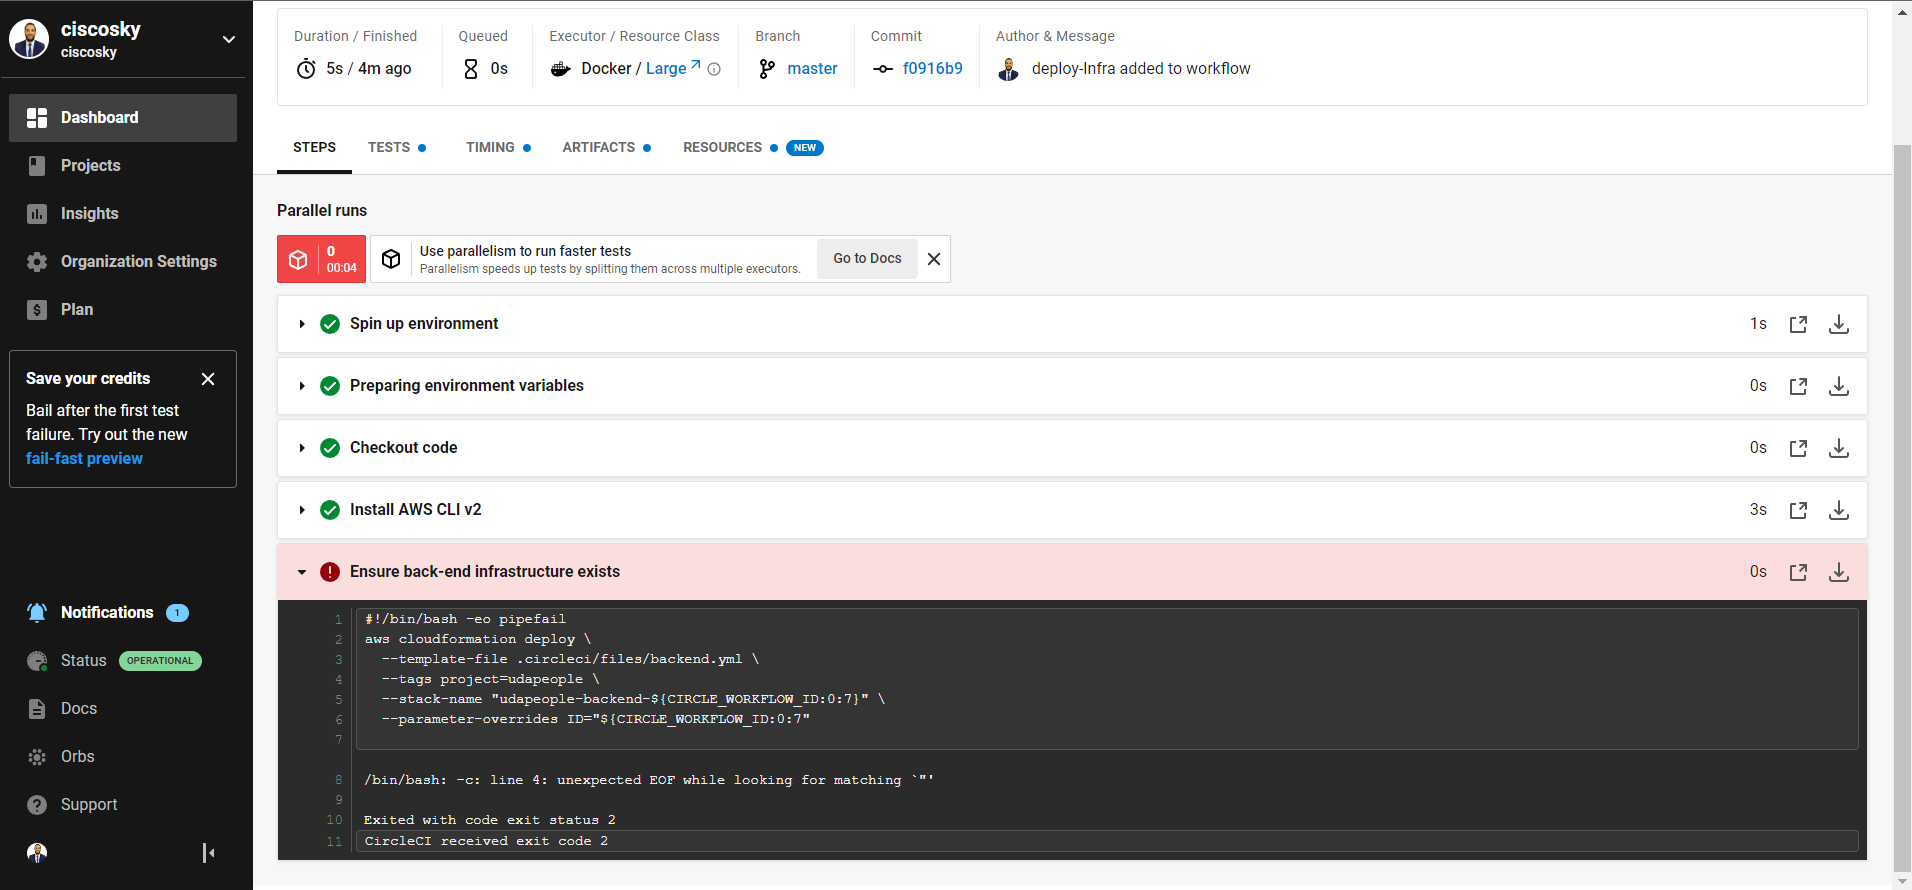 ciscosky
ciscosky
Dashboard
Projects
Insights
Organization Settings
Plan
Save your credits
Bail after the first test
failure. Try out the new
fail-fast preview
Notifications 1
Status OPERATIONAL
Docs
Orbs
Support
Duration / Finished Queued Executor / Resource Class Branch Commit Author & Message
5s / 4m ago 0s Docker / Large master f0916b9 deploy-Infra added to workflow
STEPS TESTS TIMING ARTIFACTS RESOURCES NEW
Parallel runs
0
00:04
Use parallelism to run faster tests
Parallelism speeds up tests by splitting them across multiple executors.
Go to Docs
Spin up environment 1s
Preparing environment variables 0s
Checkout code 0s
Install AWS CLI v2 3s
Ensure back-end infrastructure exists 0s
1 #!/bin/bash -eo pipefail
2 aws cloudformation deploy \
3 --template-file .circleci/files/backend.yml \
4 --tags project=udapeople \
5 --stack-name "udapeople-backend-${CIRCLE_WORKFLOW_ID:0:7}" \
6 --parameter-overrides ID="${CIRCLE_WORKFLOW_ID:0:7"
7
8 /bin/bash: -c: line 4: unexpected EOF while looking for matching `"'
9
10 Exited with code exit status 2
11 CircleCI received exit code 2